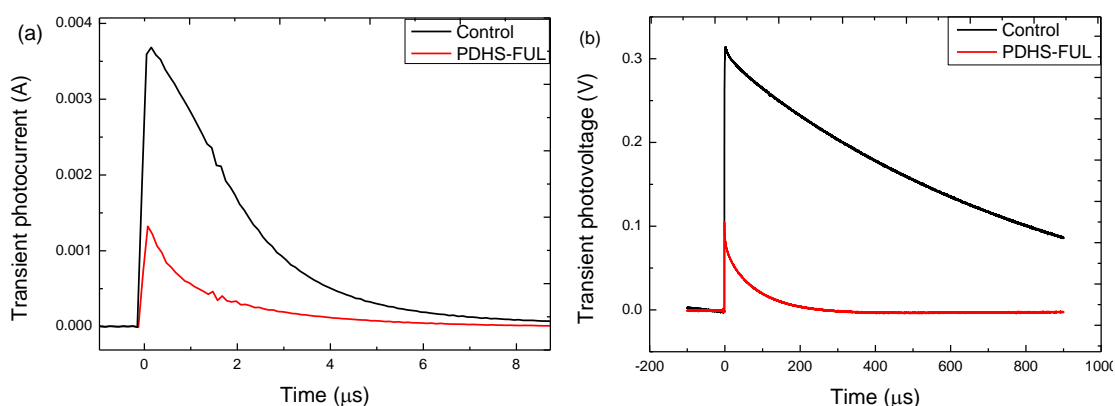 (a)
Control
PDHS-FUL
Transient photocurrent (A)
0.004
0.003
0.002
0.001
0.000
0 2 4 6 8
Time (μs)
(b)
Control
PDHS-FUL
Transient photovoltage (V)
0.3
0.2
0.1
0.0
-200 0 200 400 600 800 1000
Time (μs)